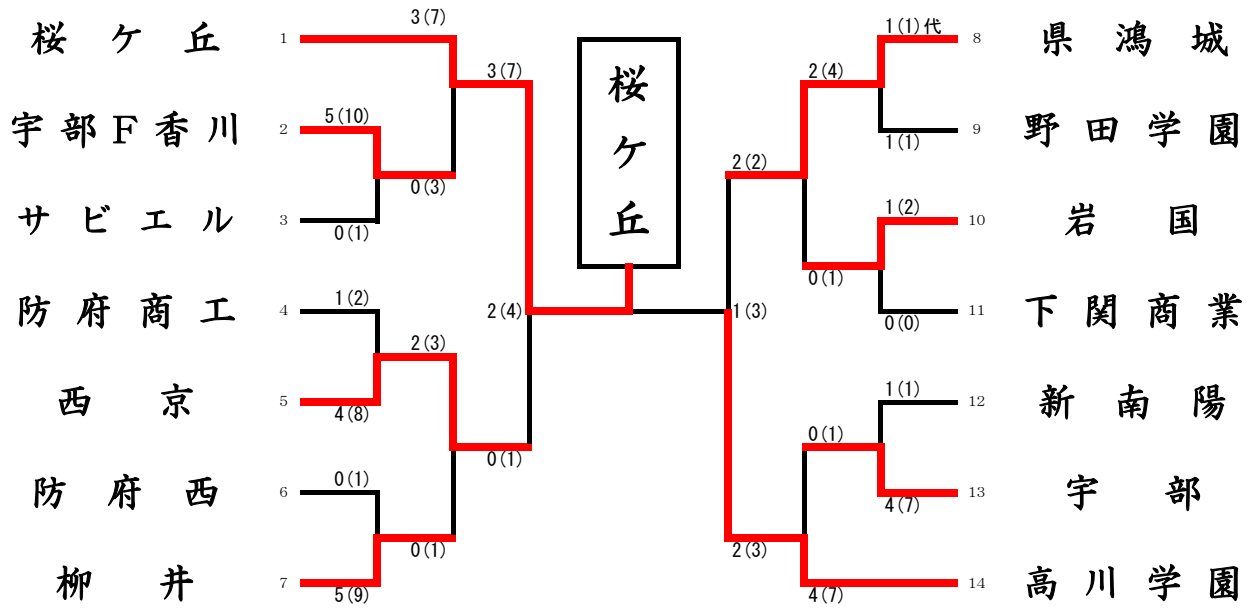 桜ケ丘 1 3(7)
3(7)
宇部F香川 2 5(10)
0(3)
サビエル 3 0(1)
防府商工 4 1(2)
2(4)
2(3)
西京 5 4(8)
0(1)
防府西 6 0(1)
0(1)
柳井 7 5(9)
桜ケ丘
1(1)代 8 県鴻城
2(4)
1(1) 9 野田学園
2(2)
1(2) 10 岩国
0(1)
0(0) 11 下関商業
1(3)
1(1) 12 新南陽
0(1)
4(7) 13 宇部
2(3)
4(7) 14 高川学園